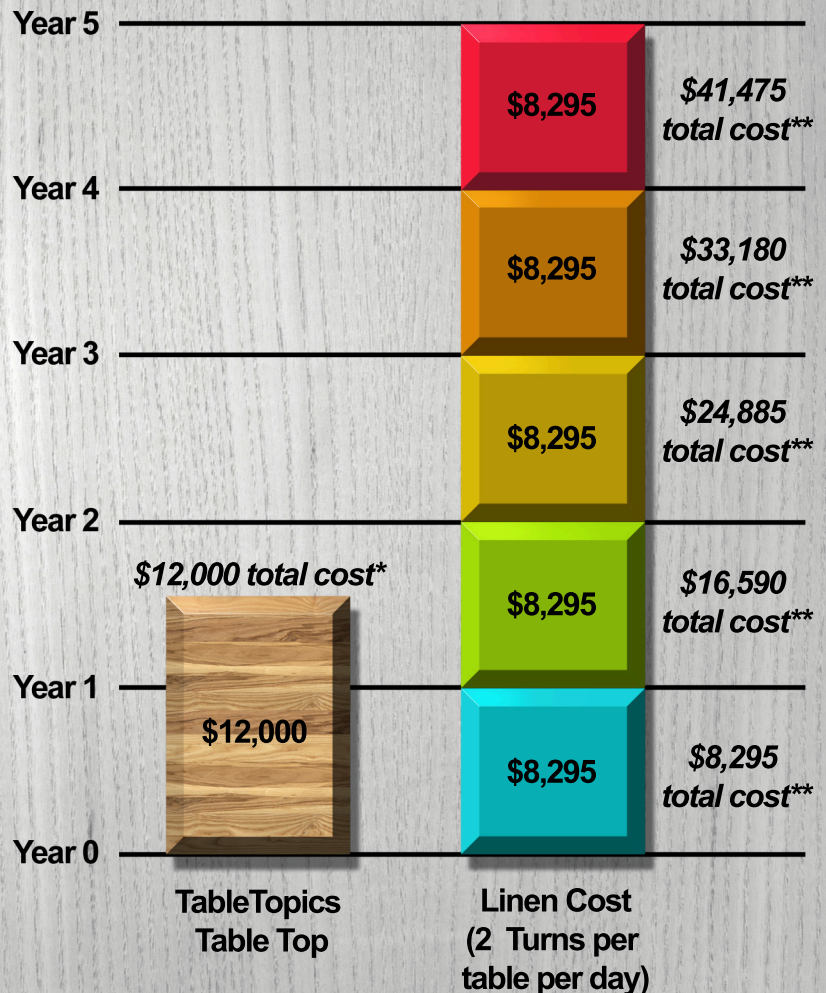 Year 5
$8,295
$41,475
total cost**
Year 4
$8,295
$33,180
total cost**
Year 3
$8,295
$24,885
total cost**
Year 2
$12,000 total cost*
$8,295
$16,590
total cost**
Year 1
$12,000
$8,295
$8,295
total cost**
Year 0
TableTopics
Table Top
Linen Cost
(2 Turns per
table per day)